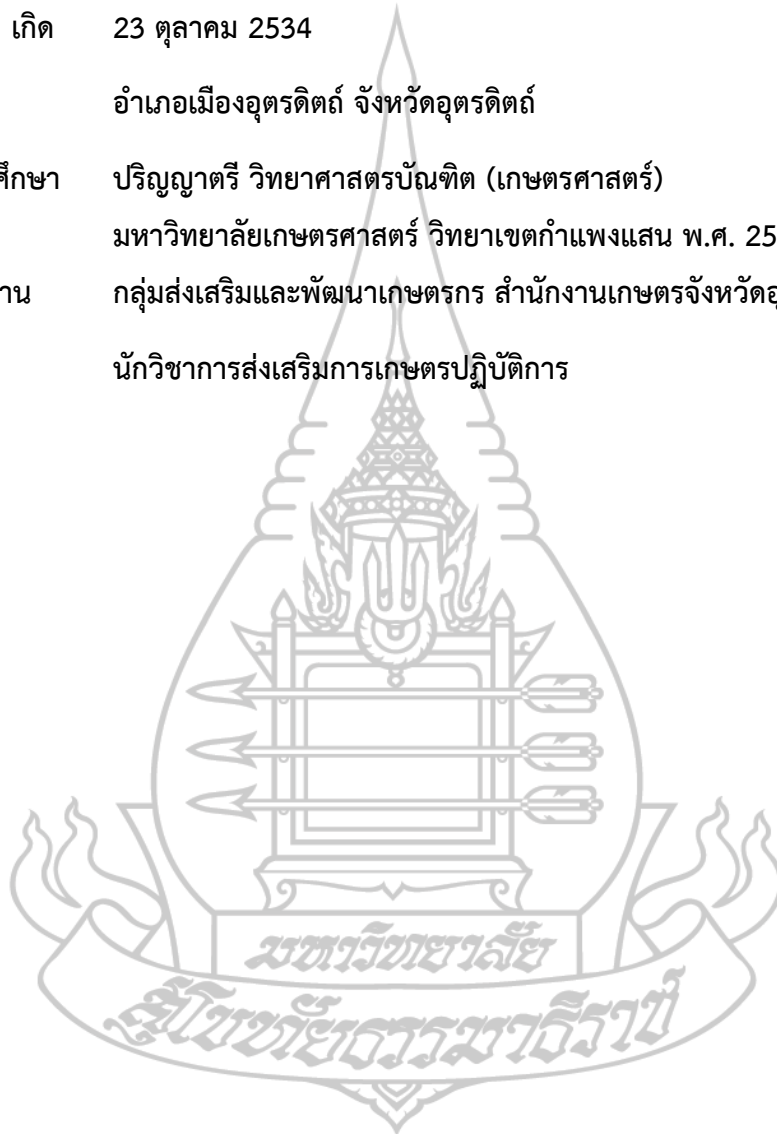 เกิด 23 ตุลาคม 2534
อำเภอเมืองอุตรดิตถ์ จังหวัดอุตรดิตถ์
ศึกษา ปริญญาตรี วิทยาศาสตรบัณฑิต (เกษตรศาสตร์)
มหาวิทยาลัยเกษตรศาสตร์ วิทยาเขตกำแพงแสน พ.ศ. 25
กลุ่มส่งเสริมและพัฒนาเกษตรกร สำนักงานเกษตรจังหวัด
นักวิชาการส่งเสริมการเกษตรปฏิบัติการ
มหาวิทยาลัย
สุโขทัยธรรมาธิราช